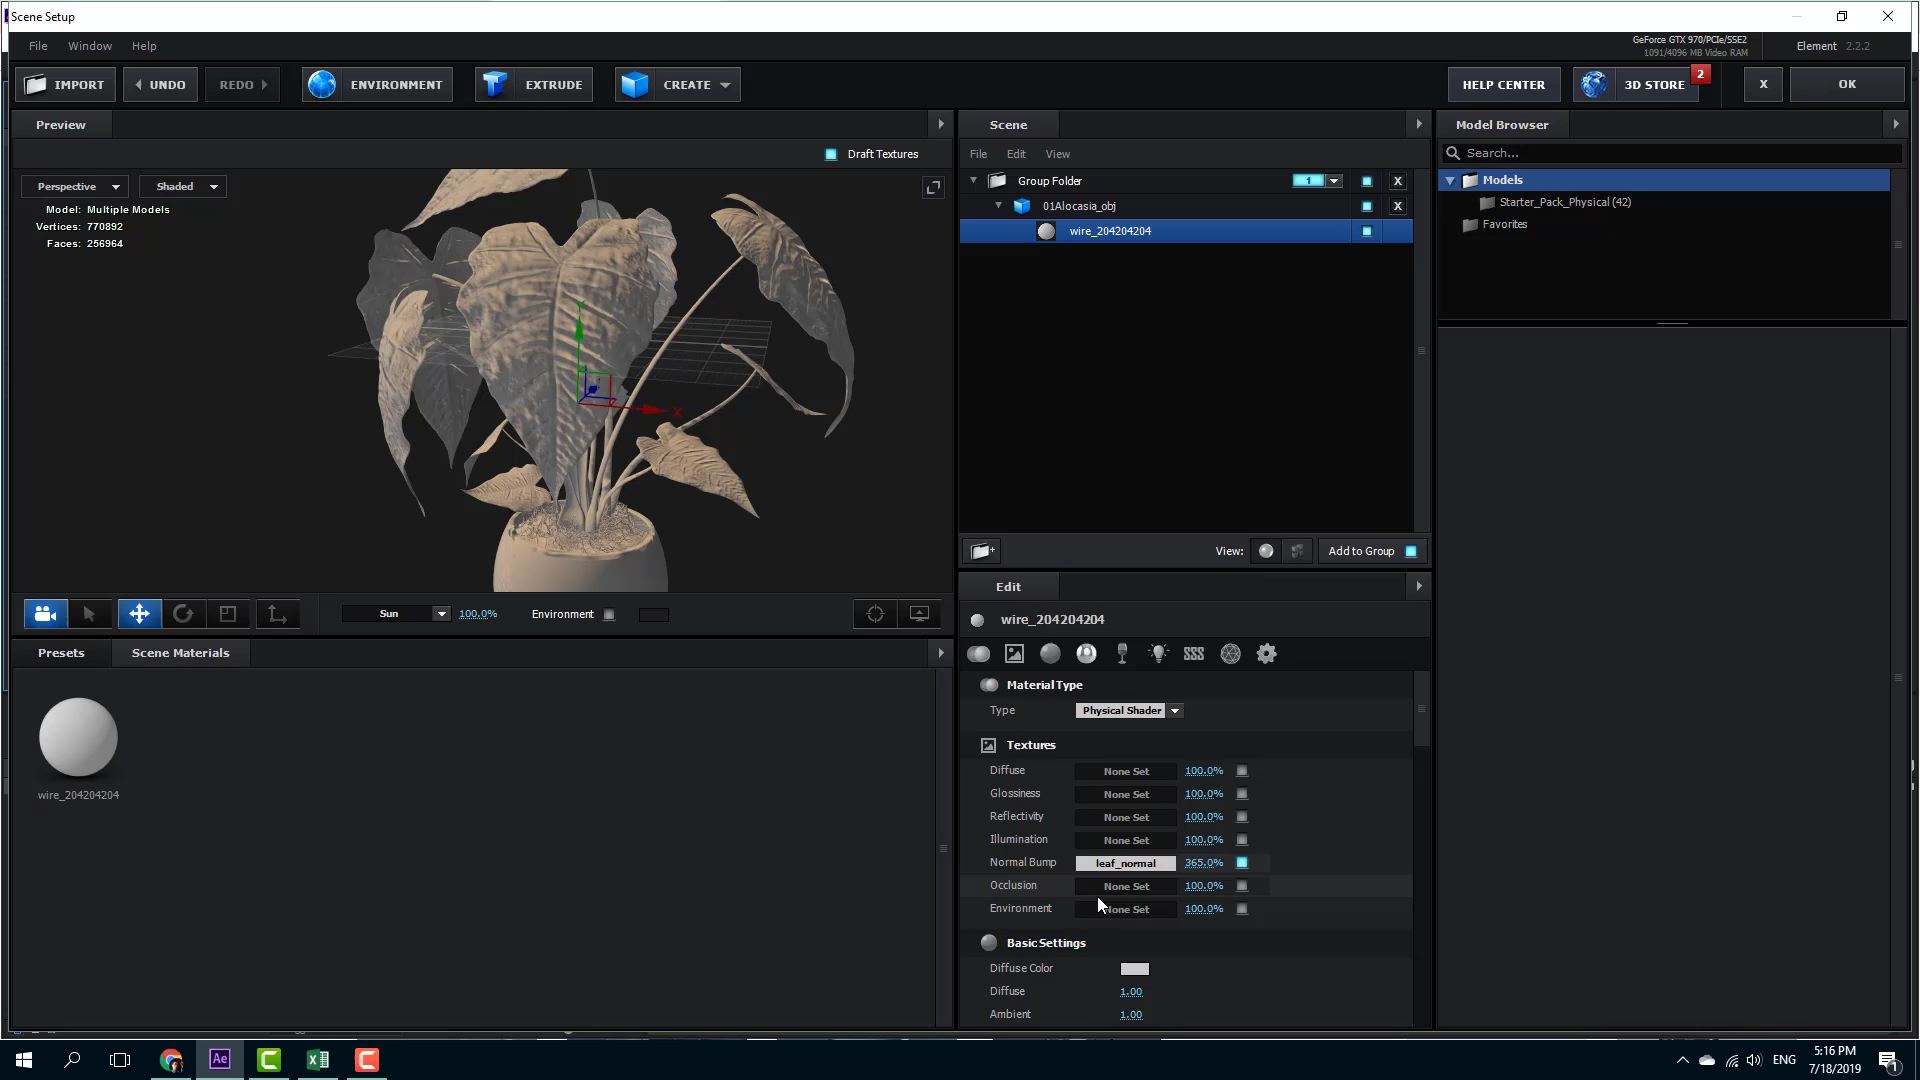 Scene Setup
File Window Help
GeForce GTX 970/PCIe/SSE2
1091/4096 MB Video RAM
Element 2.2.2
IMPORT UNDO REDO ENVIRONMENT EXTRUDE CREATE HELP CENTER 3D STORE 2 X OK
Preview
Draft Textures
Perspective Shaded
Model: Multiple Models
Vertices: 770892
Faces: 256964
Y
X
Sun 100.0% Environment
Presets Scene Materials
wire_204204204
Scene
File Edit View
Group Folder 1 X
01Alocasia_obj X
wire_204204204
View: Add to Group
Edit
wire_204204204
Material Type
Type Physical Shader
Textures
Diffuse None Set 100.0%
Glossiness None Set 100.0%
Reflectivity None Set 100.0%
Illumination None Set 100.0%
Normal Bump leaf_normal 365.0%
Occlusion None Set 100.0%
Environment None Set 100.0%
Basic Settings
Diffuse Color
Diffuse 1.00
Ambient 1.00
Model Browser
Search...
Models
Starter_Pack_Physical (42)
Favorites
Ae
ENG
5:16 PM
7/18/2019
1